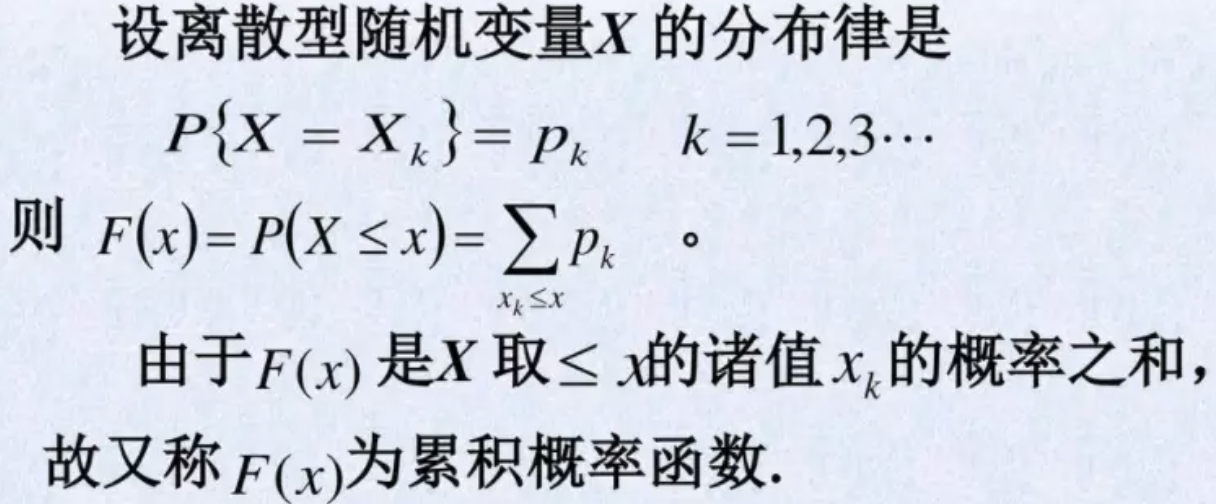 设离散型随机变量X 的分布律是
P{X = X_k} = p_k k = 1,2,3⋯
则 F(x) = P(X ≤ x) = ∑_{x_k≤x} p_k 。
由于F(x) 是X 取≤ x的诸值 x_k 的概率之和,
故又称 F(x)为累积概率函数.